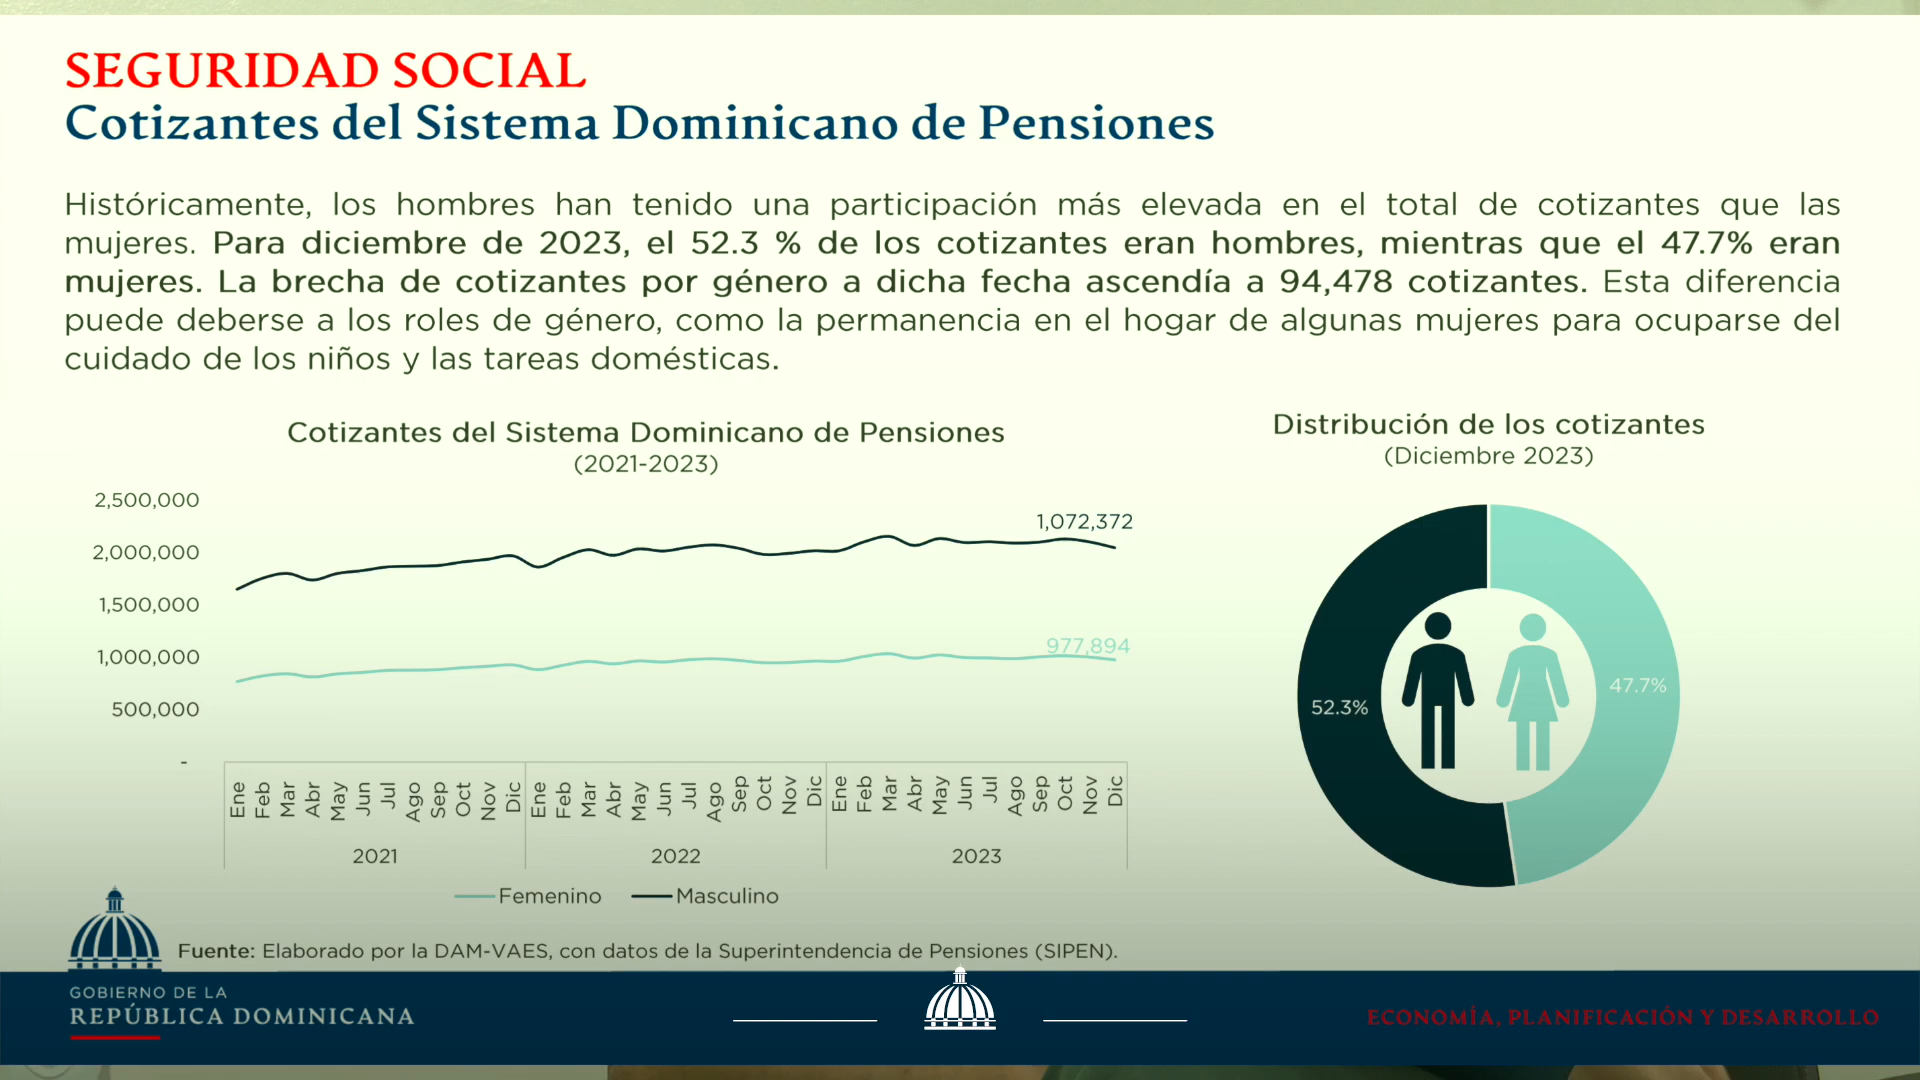 SEGURIDAD SOCIAL
Cotizantes del Sistema Dominicano de Pensiones
Históricamente, los hombres han tenido una participación más elevada en el total de cotizantes que las
mujeres. Para diciembre de 2023, el 52.3 % de los cotizantes eran hombres, mientras que el 47.7% eran
mujeres. La brecha de cotizantes por género a dicha fecha ascendía a 94,478 cotizantes. Esta diferencia
puede deberse a los roles de género, como la permanencia en el hogar de algunas mujeres para ocuparse del
cuidado de los niños y las tareas domésticas.
Cotizantes del Sistema Dominicano de Pensiones
(2021-2023)
2,500,000
2,000,000
1,500,000
1,000,000
500,000
-
1,072,372
977,894
Ene Feb Mar Abr May Jun Jul Ago Sep Oct Nov Dic Ene Feb Mar Abr May Jun Jul Ago Sep Oct Nov Dic Ene Feb Mar Abr May Jun Jul Ago Sep Oct Nov Dic
2021 2022 2023
Femenino Masculino
Distribución de los cotizantes
(Diciembre 2023)
52.3%
47.7%
Fuente: Elaborado por la DAM-VAES, con datos de la Superintendencia de Pensiones (SIPEN).
GOBIERNO DE LA
REPÚBLICA DOMINICANA
ECONOMÍA, PLANIFICACIÓN Y DESARROLLO